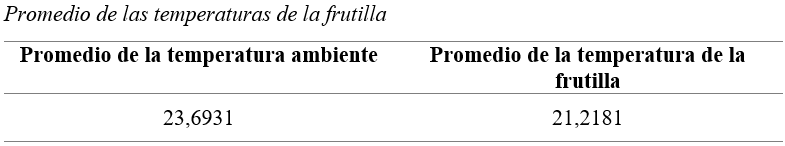 Promedio de las temperaturas de la frutilla
Promedio de la temperatura ambiente
Promedio de la temperatura de la
frutilla
23,6931
21,2181